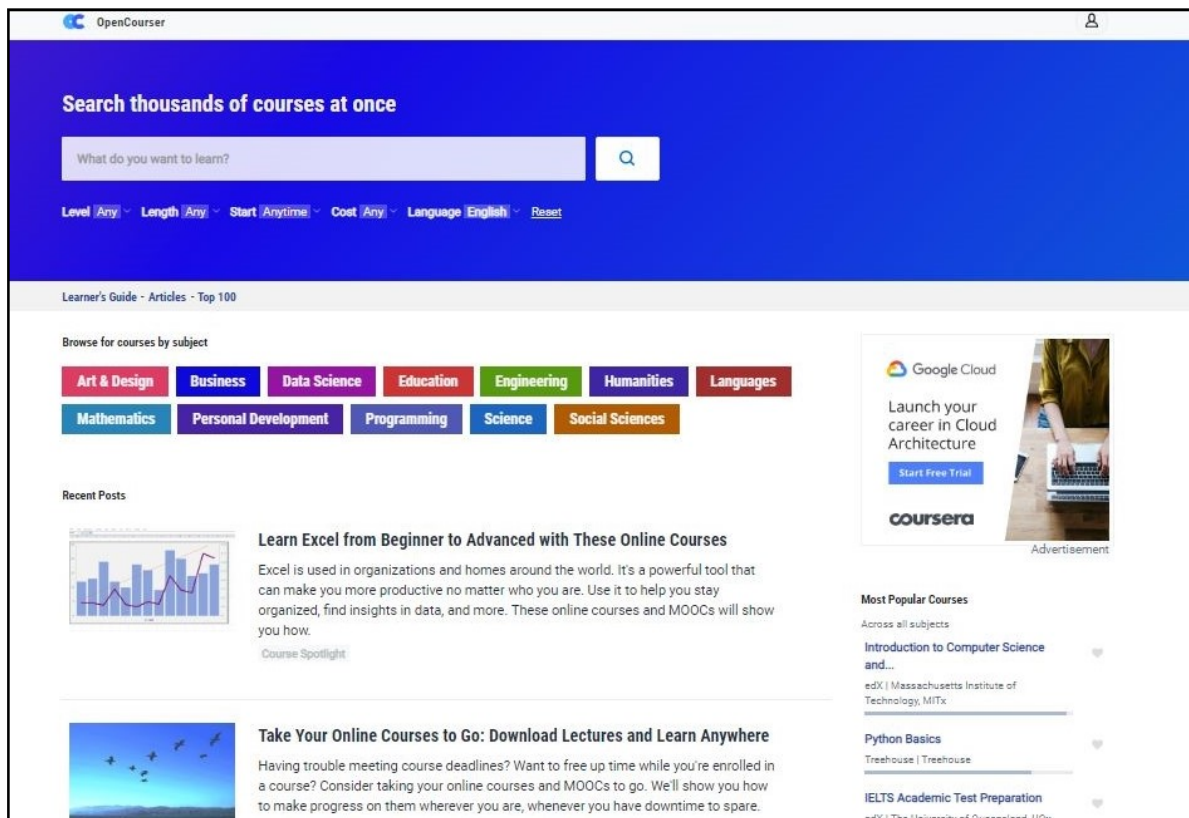 OpenCourser
Search thousands of courses at once
What do you want to learn?
Level Any Length Any Start Anytime Cost Any Language English Reset
Learner's Guide - Articles - Top 100
Browse for courses by subject
Art & Design Business Data Science Education Engineering Humanities Languages
Mathematics Personal Development Programming Science Social Sciences
Recent Posts
Learn Excel from Beginner to Advanced with These Online Courses
Excel is used in organizations and homes around the world. It's a powerful tool that
can make you more productive no matter who you are. Use it to help you stay
organized, find insights in data, and more. These online courses and MOOCs will show
you how.
Course Spotlight
Take Your Online Courses to Go: Download Lectures and Learn Anywhere
Having trouble meeting course deadlines? Want to free up time while you're enrolled in
a course? Consider taking your online courses and MOOCs to go. We'll show you how
to make progress on them wherever you are, whenever you have downtime to spare.
Google Cloud
Launch your
career in Cloud
Architecture
Start Free Trial
coursera
Advertisement
Most Popular Courses
Across all subjects
Introduction to Computer Science
and...
edX | Massachusetts Institute of
Technology, MITx
Python Basics
Treehouse | Treehouse
IELTS Academic Test Preparation
edX | The University of Queensland, UQx